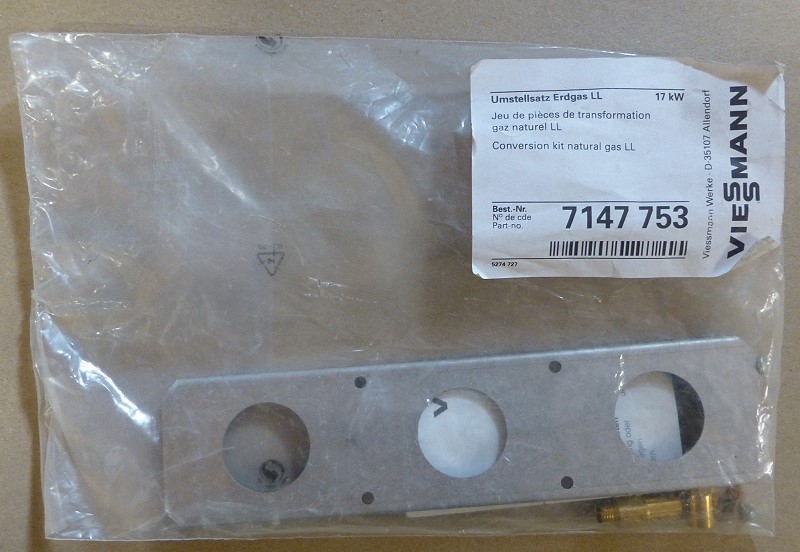 Umstellsatz Erdgas LL 17 kW
Jeu de pièces de transformation
gaz naturel LL
Conversion kit natural gas LL
Best.-Nr.
N° de cde
Part-no.
7147 753
5274 727
VIESSMANN
Viessmann Werke · D-35107 Allendorf
oder